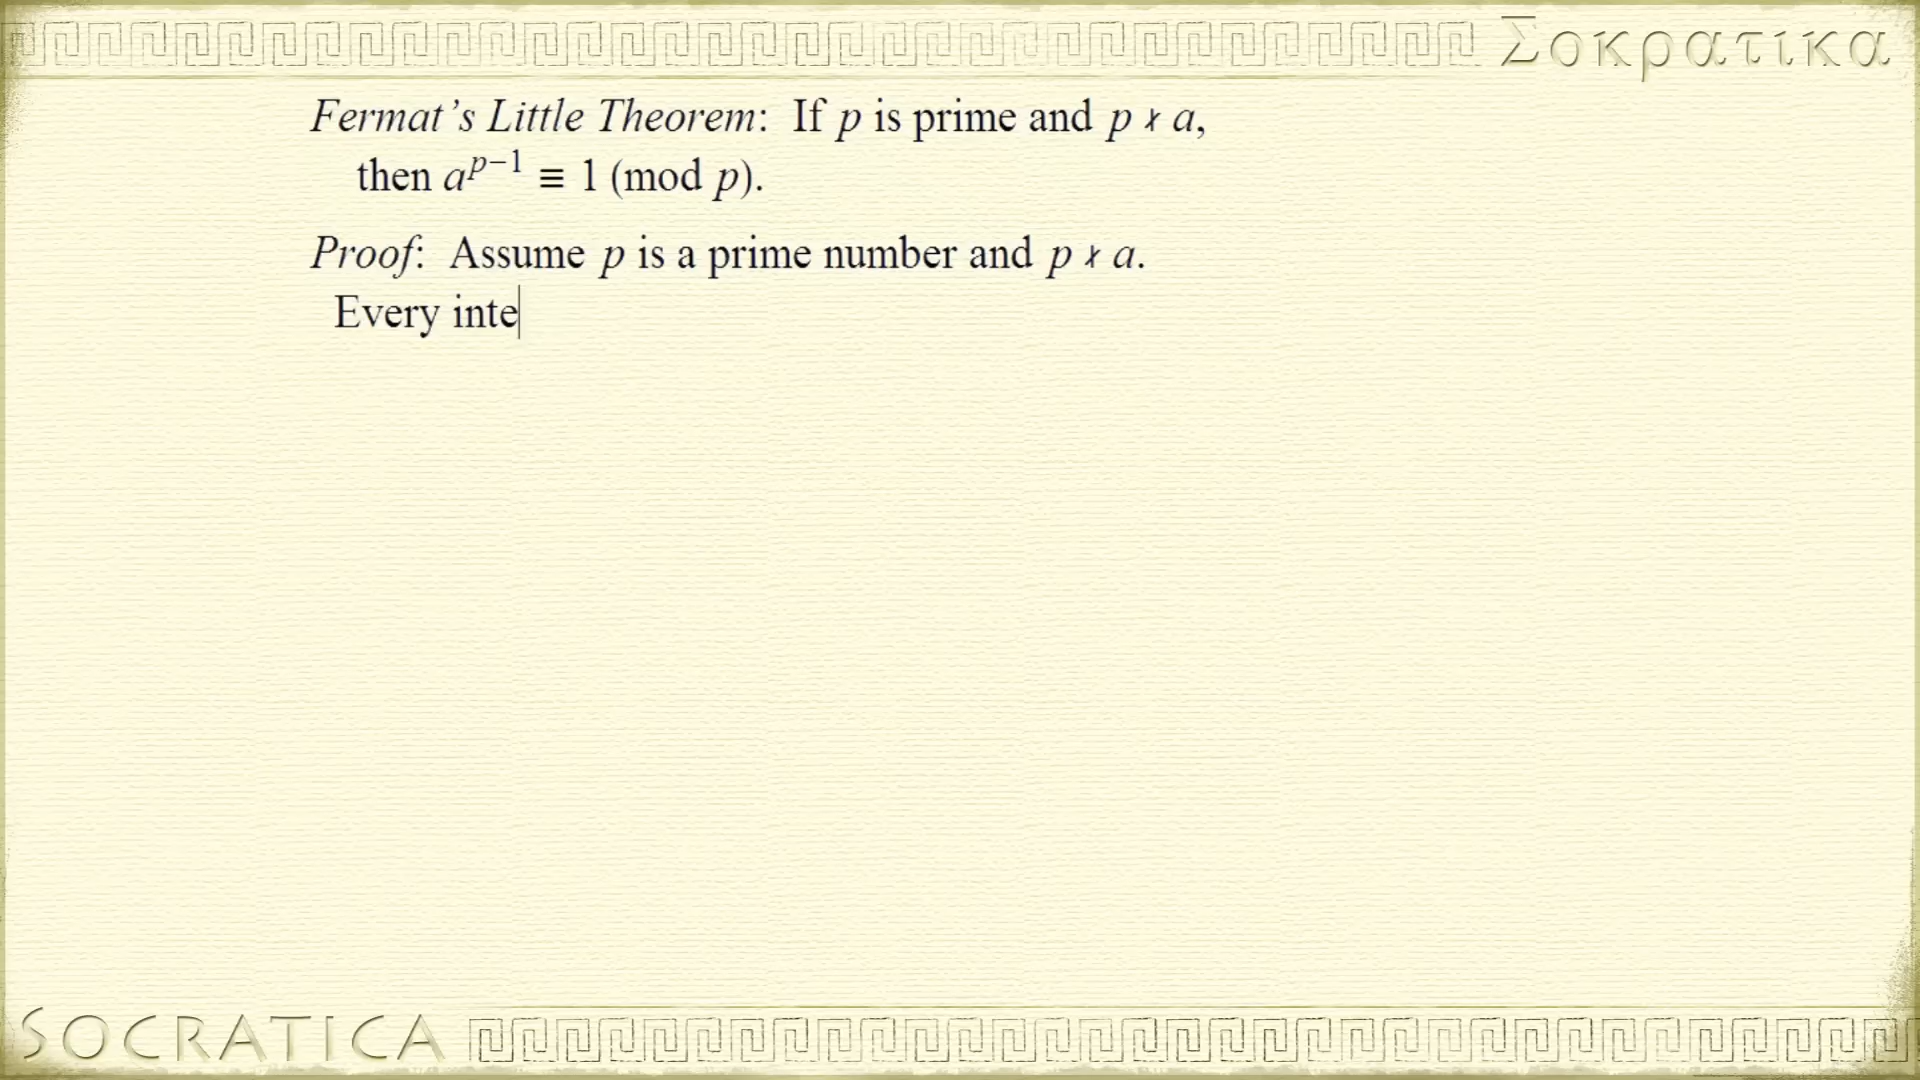 Σοκρατικα
Fermat's Little Theorem: If p is prime and p ∤ a,
then a^{p-1} ≡ 1 (mod p).
Proof: Assume p is a prime number and p ∤ a.
Every inte
SOCRATICA